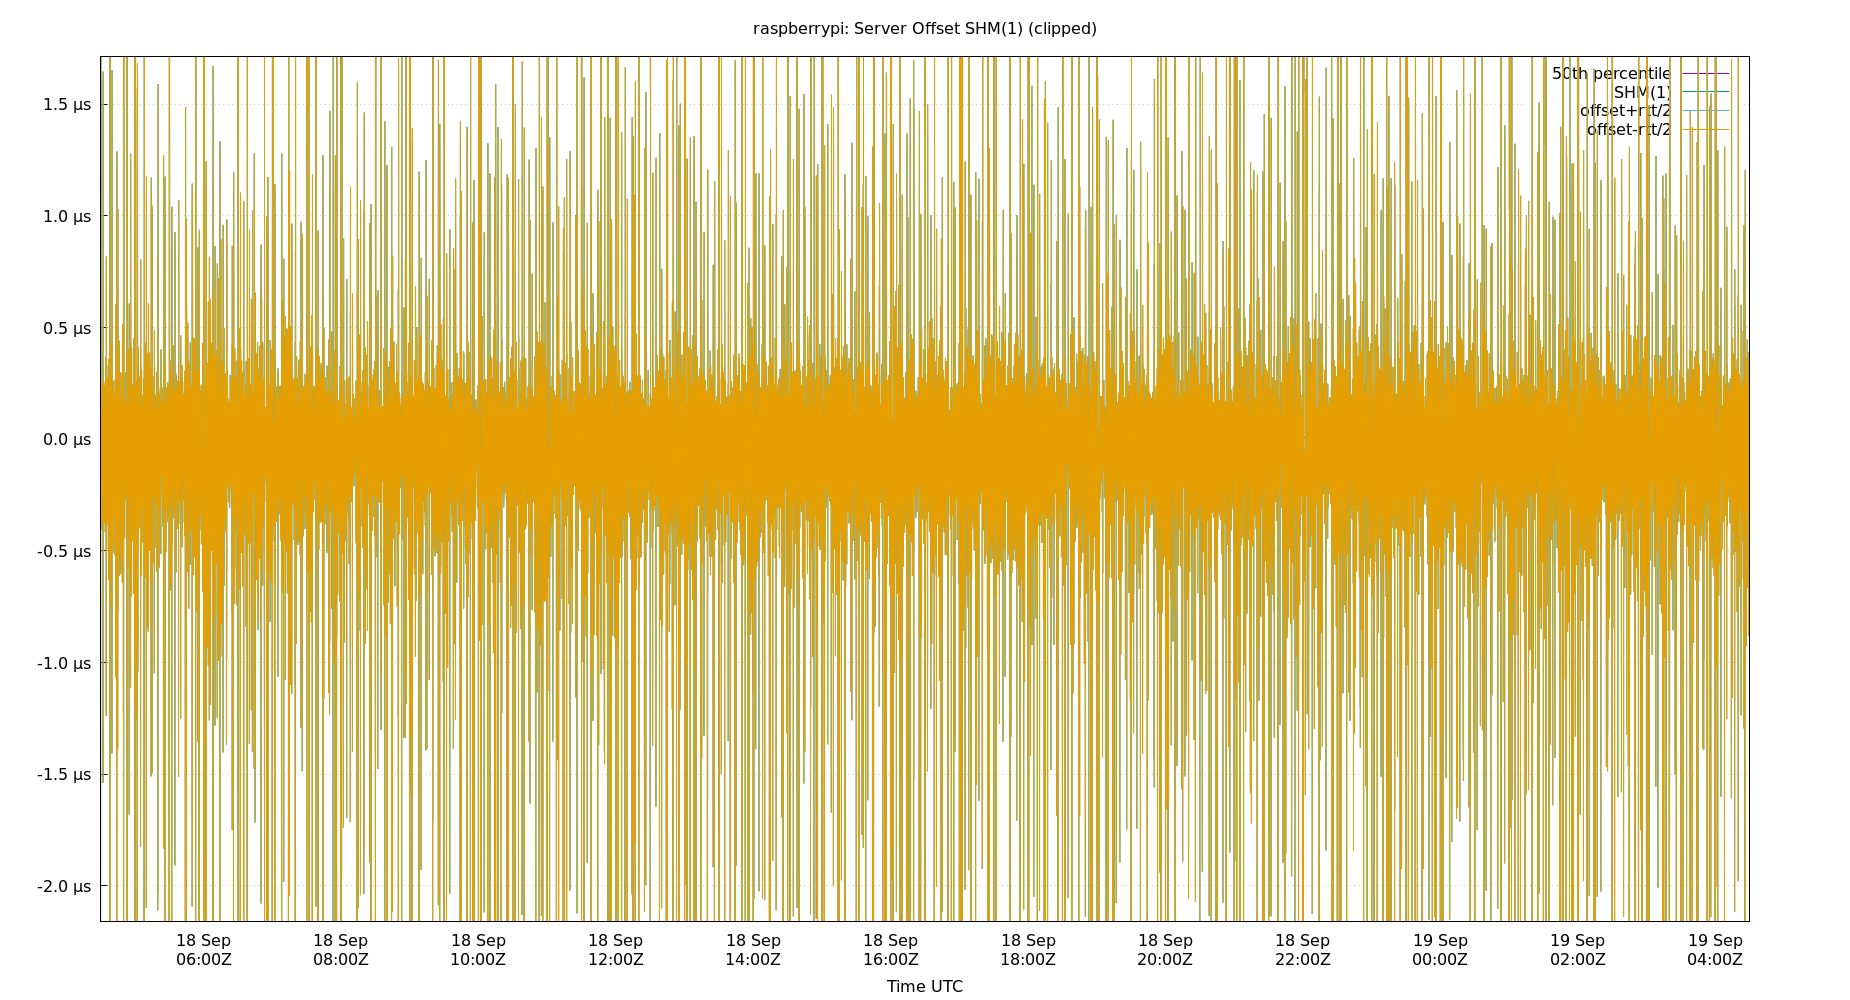 raspberrypi: Server Offset SHM(1) (clipped)
50th percentile
SHM(1)
offset+rtt/2
offset-rtt/2
1.5 µs
1.0 µs
0.5 µs
0.0 µs
-0.5 µs
-1.0 µs
-1.5 µs
-2.0 µs
18 Sep 18 Sep 18 Sep 18 Sep 18 Sep 18 Sep 18 Sep 18 Sep 18 Sep 19 Sep 19 Sep 19 Sep
06:00Z 08:00Z 10:00Z 12:00Z 14:00Z 16:00Z 18:00Z 20:00Z 22:00Z 00:00Z 02:00Z 04:00Z
Time UTC